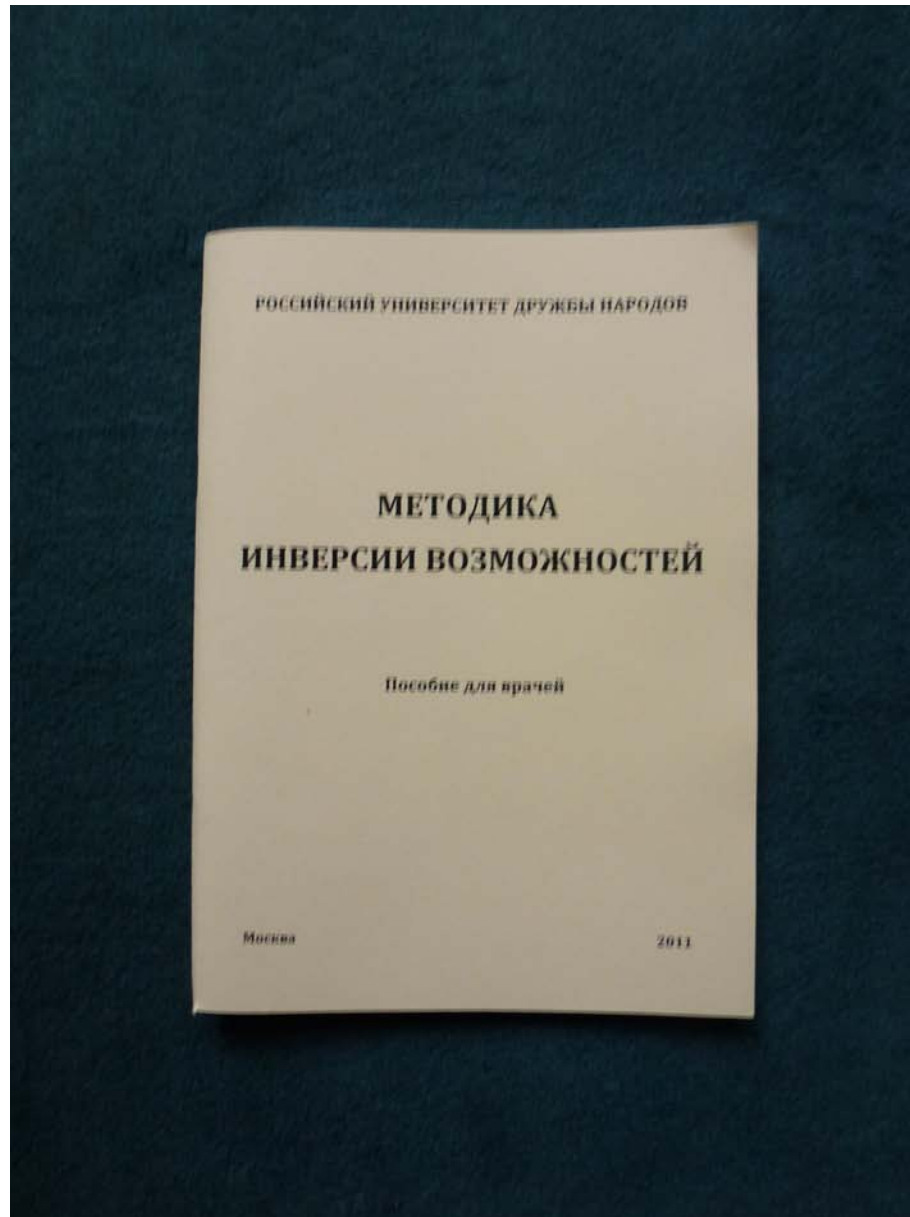 РОССИЙСКИЙ УНИВЕРСИТЕТ ДРУЖБЫ НАРОДОВ
МЕТОДИКА
ИНВЕРСИИ ВОЗМОЖНОСТЕЙ
Пособие для врачей
Москва 2011